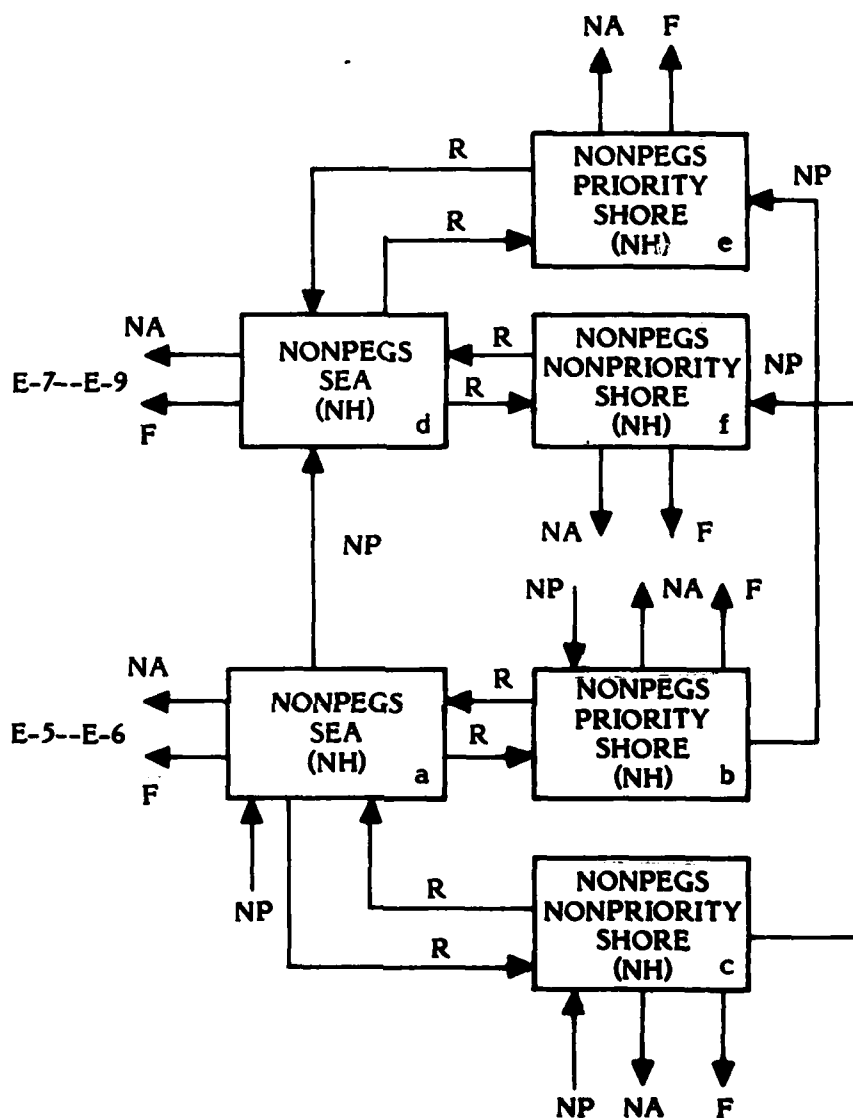 NA F
NONPEGS
PRIORITY
SHORE
(NH) e
R
R
NP
NA
E-7--E-9
F
NONPEGS
SEA
(NH) d
R
R
NONPEGS
NONPRIORITY
SHORE
(NH) f
NP
NA F
NP
NP NA F
NA
E-5--E-6
F
NONPEGS
SEA
(NH) a
R
R
NONPEGS
PRIORITY
SHORE
(NH) b
NP
R
R
NONPEGS
NONPRIORITY
SHORE
(NH) c
NP NA F